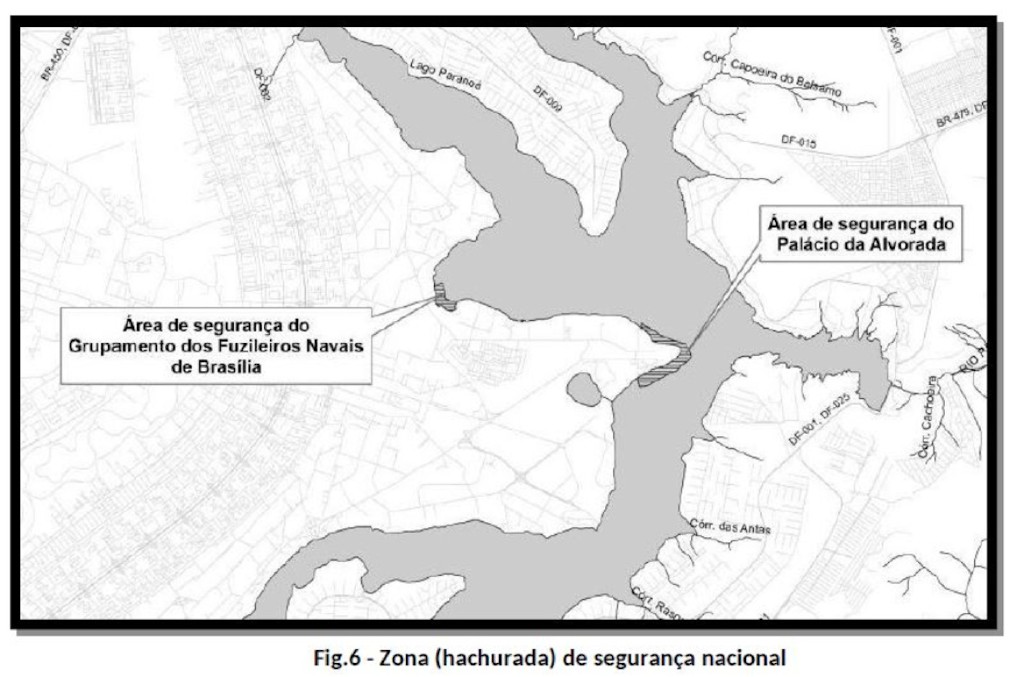 BR-450, DF-0
DF-002
Lago Paranoá
DF-009
Córr. Capoeira do Balsamo
DF-001
BR-479, DF
DF-015
Área de segurança do
Palácio da Alvorada
Área de segurança do
Grupamento dos Fuzileiros Navais
de Brasília
RIO
DF-001, DF-025
Córr. Cachoeira
Córr. das Antas
Córr. Rasg
Fig.6 - Zona (hachurada) de segurança nacional